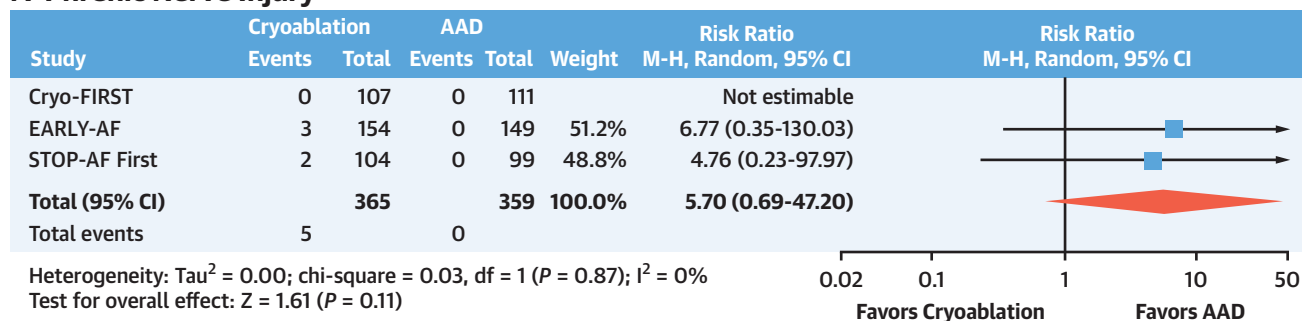 Cryoablation AAD Risk Ratio Risk Ratio
Study Events Total Events Total Weight M-H, Random, 95% CI M-H, Random, 95% CI
Cryo-FIRST 0 107 0 111 Not estimable
EARLY-AF 3 154 0 149 51.2% 6.77 (0.35-130.03)
STOP-AF First 2 104 0 99 48.8% 4.76 (0.23-97.97)
Total (95% CI) 365 359 100.0% 5.70 (0.69-47.20)
Total events 5 0
Heterogeneity: Tau² = 0.00; chi-square = 0.03, df = 1 (P = 0.87); I² = 0%
Test for overall effect: Z = 1.61 (P = 0.11)
0.02 0.1 1 10 50
Favors Cryoablation Favors AAD